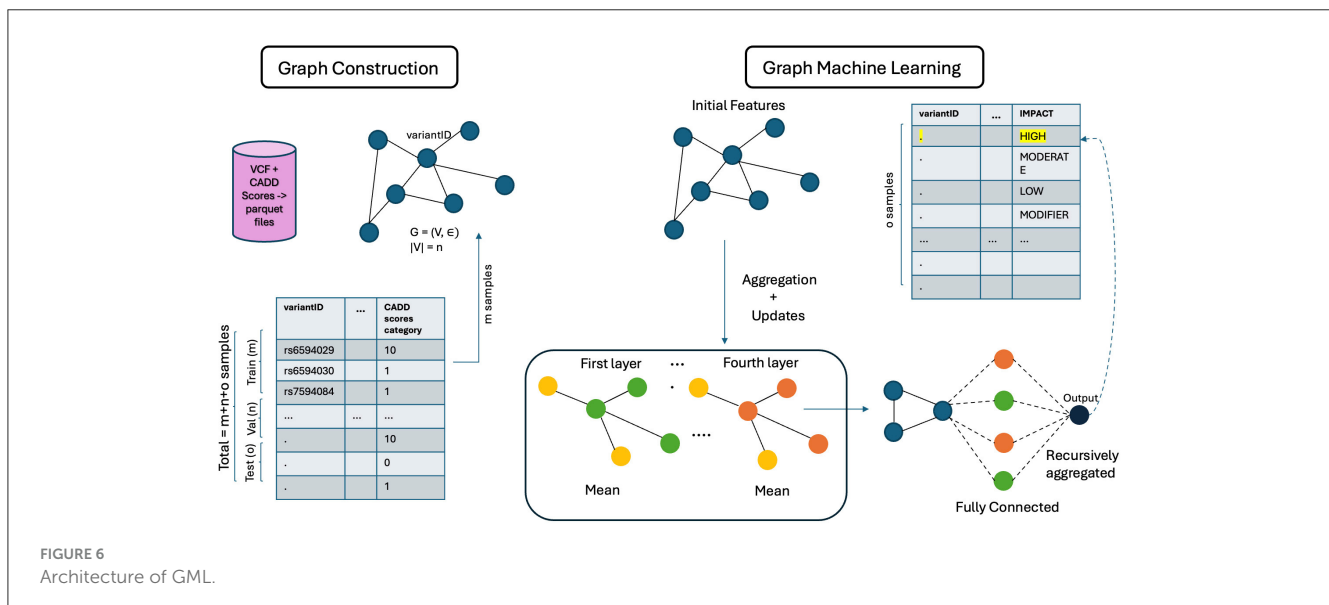 Graph Construction
Graph Machine Learning
VCF +
CADD
Scores ->
parquet
files
variantID
G = (V, ∈)
|V| = n
m samples
Total = m+n+o samples
Train (m)
Val(n)
Test (o)
variantID ... CADD
scores
category
rs6594029 10
rs6594030 1
rs7594084 1
... ... ...
. 10
. 0
. 1
Initial Features
Aggregation
+
Updates
First layer ... Fourth layer
.
....
Mean Mean
o samples
variantID ... IMPACT
. HIGH
. MODERAT
E
. LOW
. MODIFIER
... ... ...
.
.
Output
Recursively
aggregated
Fully Connected
FIGURE 6
Architecture of GML.